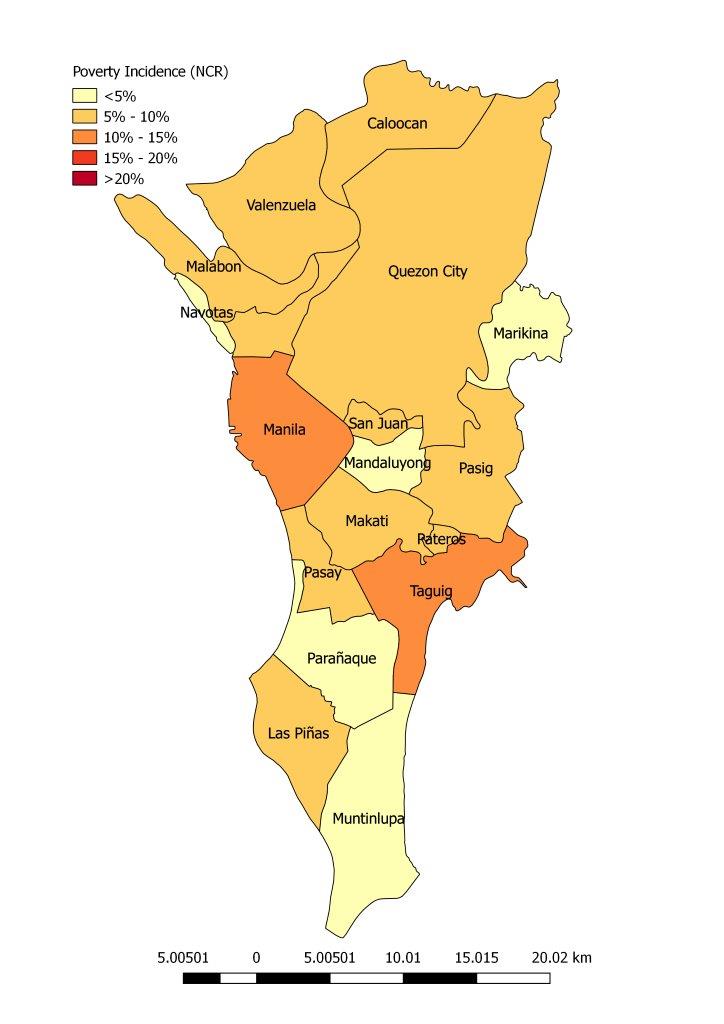 Poverty Incidence (NCR)
<5%
5% - 10%
10% - 15%
15% - 20%
>20%
Caloocan
Valenzuela
Quezon City
Malabon
Navotas
Marikina
Manila
San Juan
Mandaluyong
Pasig
Makati
Pateros
Pasay
Taguig
Parañaque
Las Piñas
Muntinlupa
5.00501 0 5.00501 10.01 15.015 20.02 km